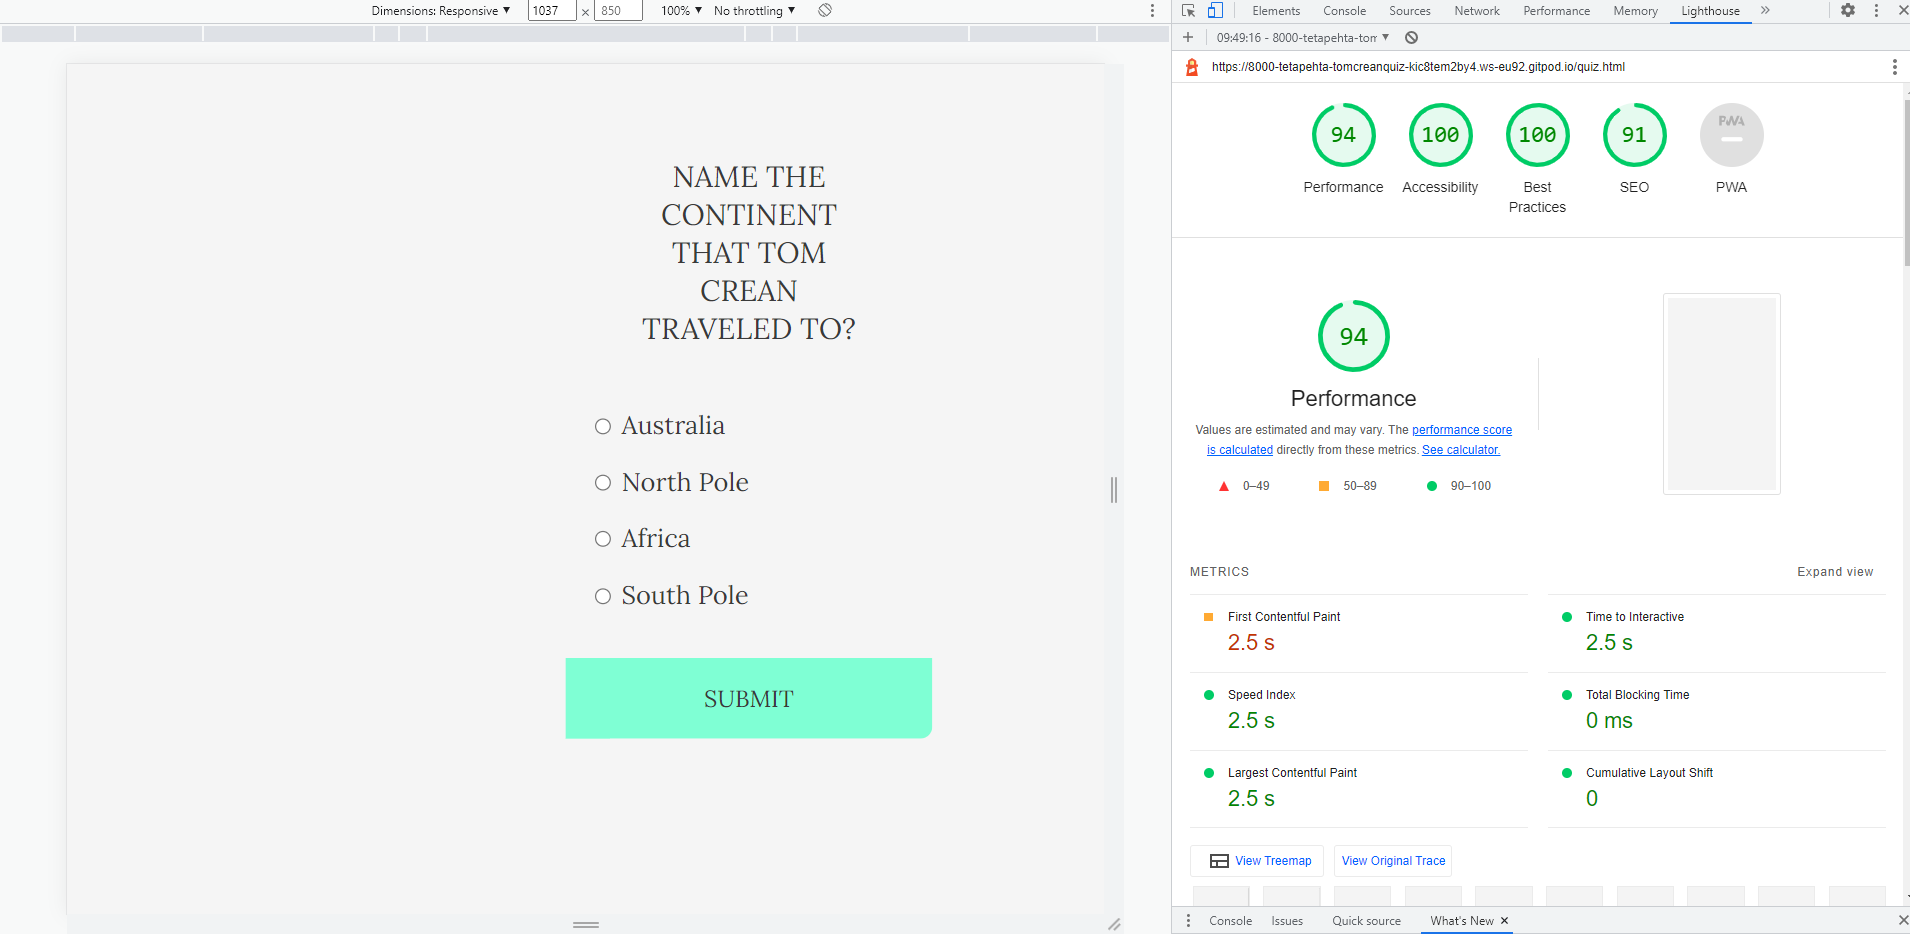 Dimensions: Responsive ▼ 1037 × 850 100% ▼ No throttling ▼
NAME THE
CONTINENT
THAT TOM
CREAN
TRAVELED TO?
Australia
North Pole
Africa
South Pole
SUBMIT
Elements Console Sources Network Performance Memory Lighthouse »
+ 09:49:16 - 8000-tetapehta-tom ▼
https://8000-tetapehta-tomcreanquiz-kic8tem2by4.ws-eu92.gitpod.io/quiz.html
94 100 100 91 PWA
Performance Accessibility Best Practices SEO PWA
94
Performance
Values are estimated and may vary. The performance score
is calculated directly from these metrics. See calculator.
0–49 50–89 90–100
METRICS Expand view
First Contentful Paint
2.5 s
Time to Interactive
2.5 s
Speed Index
2.5 s
Total Blocking Time
0 ms
Largest Contentful Paint
2.5 s
Cumulative Layout Shift
0
View Treemap View Original Trace
Console Issues Quick source What's New ×